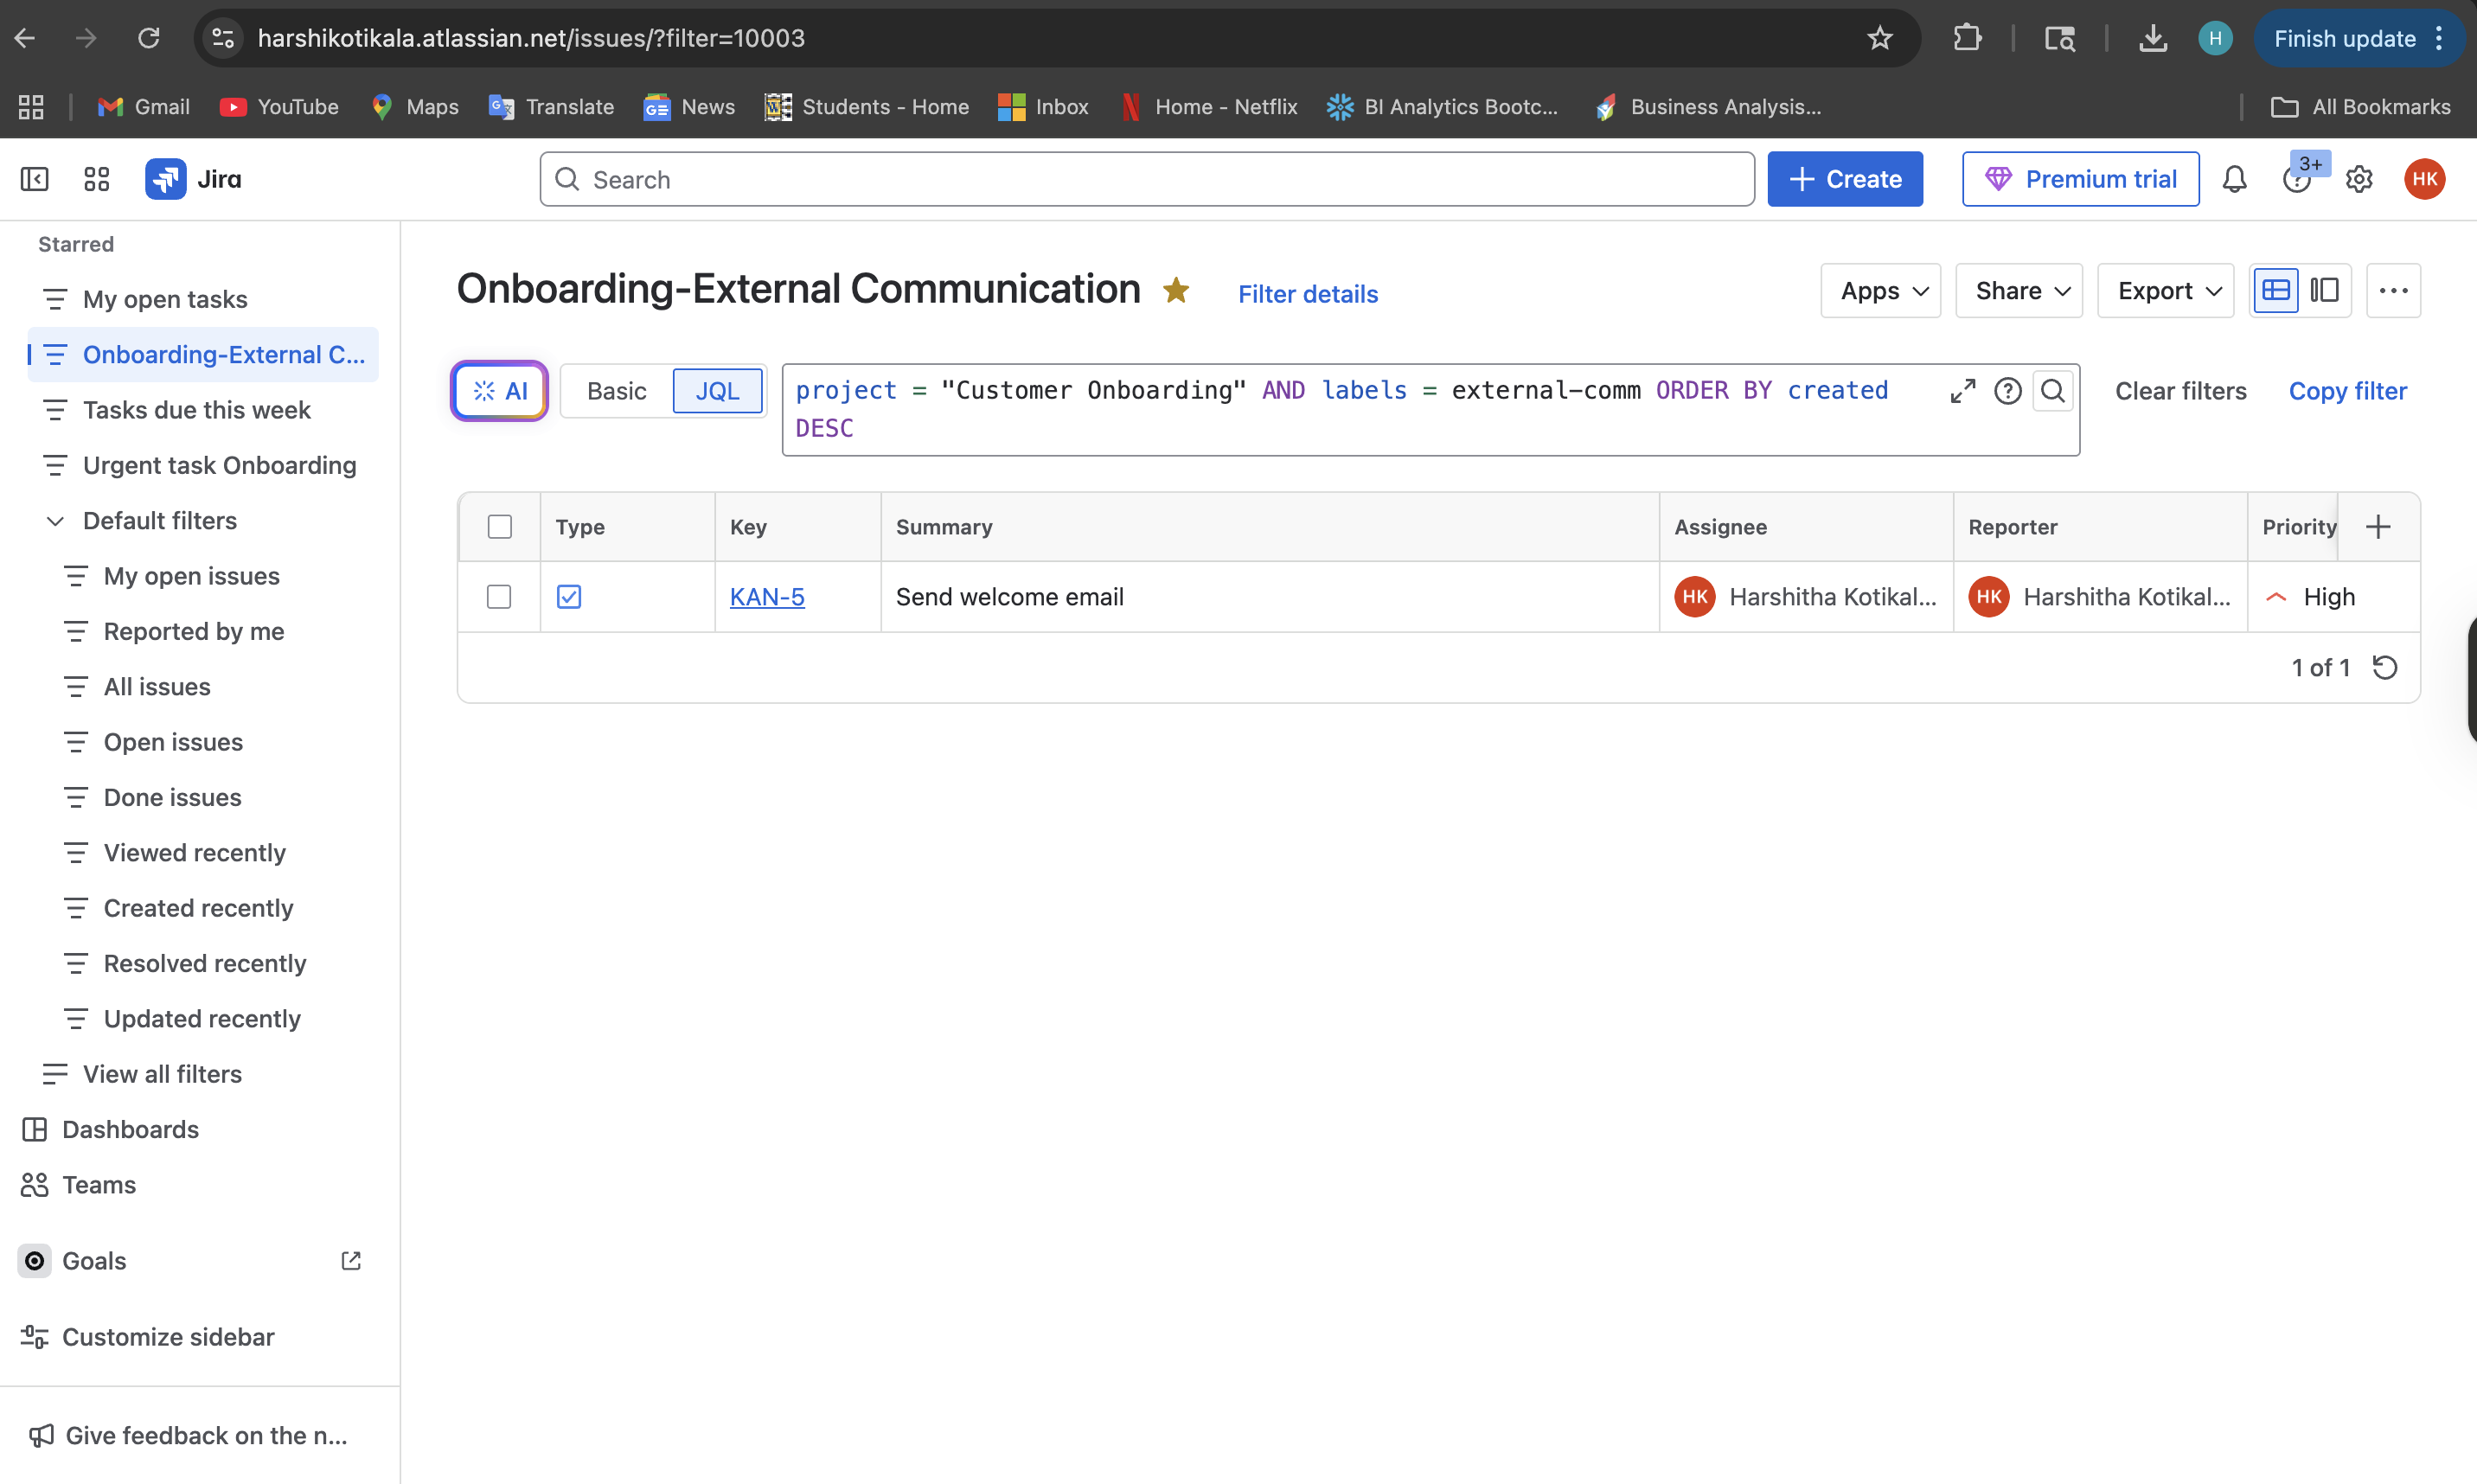 harshikotikala.atlassian.net/issues/?filter=10003
H
Finish update
Gmail
YouTube
Maps
Translate
News
Students - Home
Inbox
Home - Netflix
BI Analytics Bootc...
Business Analysis...
All Bookmarks
Jira
Search
Create
Premium trial
3+
HK
Starred
My open tasks
Onboarding-External C...
Tasks due this week
Urgent task Onboarding
Default filters
My open issues
Reported by me
All issues
Open issues
Done issues
Viewed recently
Created recently
Resolved recently
Updated recently
View all filters
Dashboards
Teams
Goals
Customize sidebar
Give feedback on the n...
Onboarding-External Communication
Filter details
Apps
Share
Export
AI
Basic
JQL
project = "Customer Onboarding" AND labels = external-comm ORDER BY created
DESC
Clear filters
Copy filter
Type
Key
Summary
Assignee
Reporter
Priority
KAN-5
Send welcome email
HK
Harshitha Kotikal...
HK
Harshitha Kotikal...
High
1 of 1